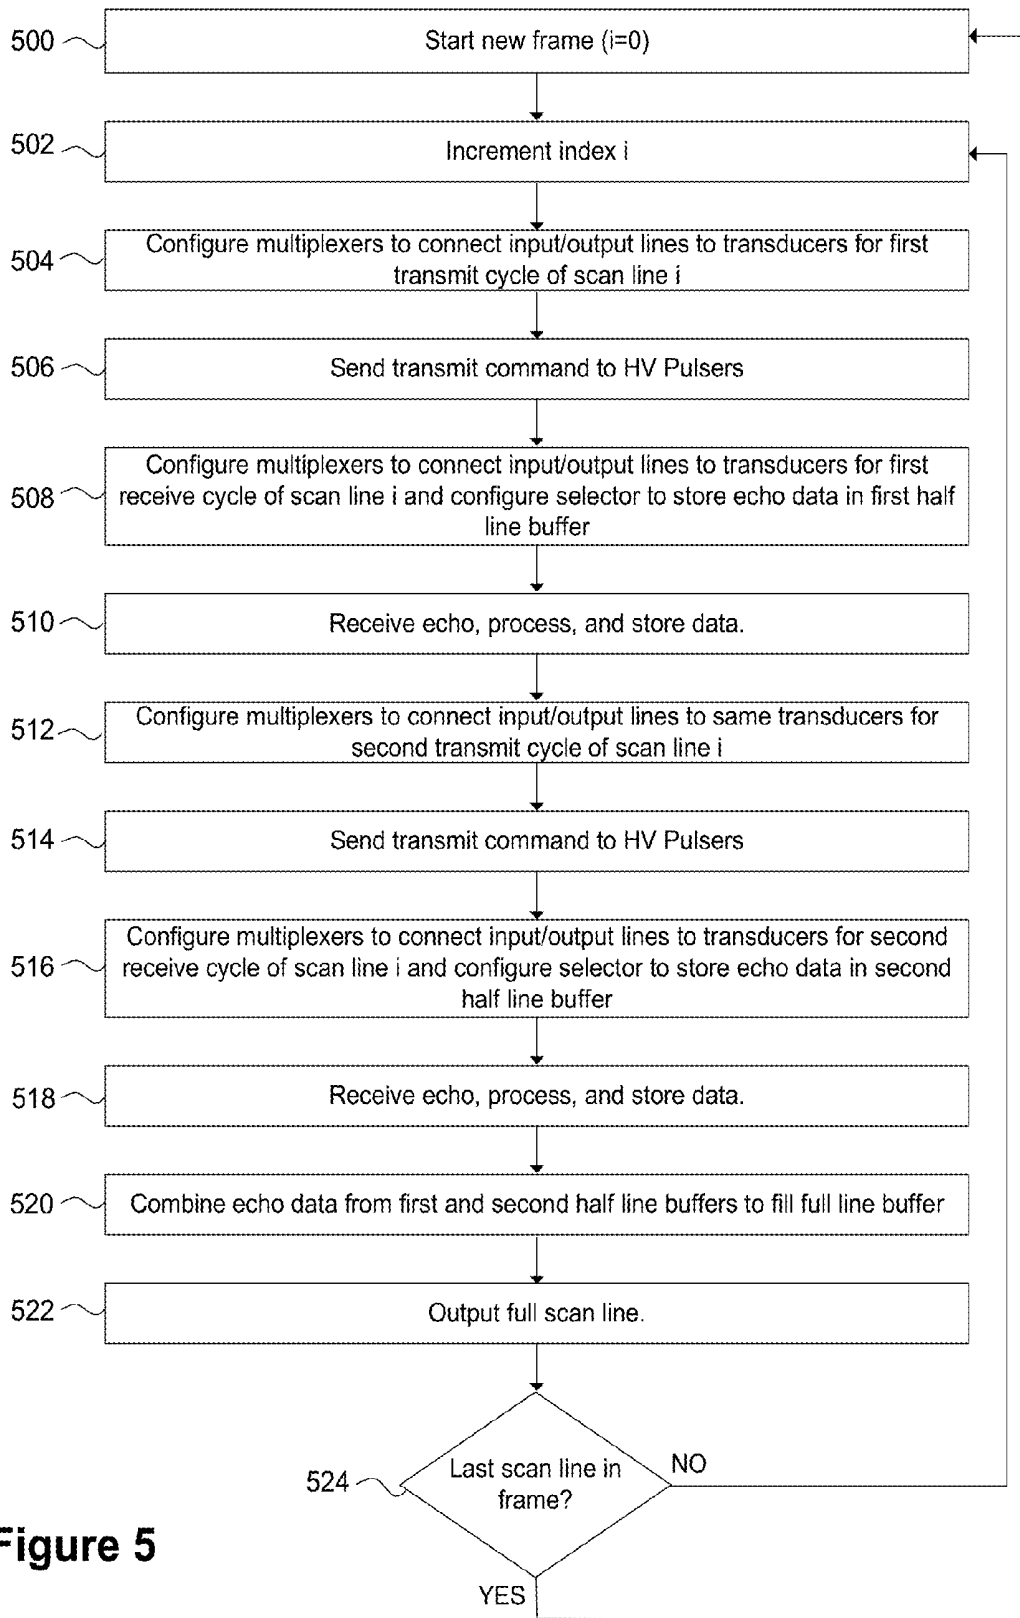 500
Start new frame (i=0)
502
Increment index i
504
Configure multiplexers to connect input/output lines to transducers for first
transmit cycle of scan line i
506
Send transmit command to HV Pulsers
508
Configure multiplexers to connect input/output lines to transducers for first
receive cycle of scan line i and configure selector to store echo data in first half
line buffer
510
Receive echo, process, and store data.
512
Configure multiplexers to connect input/output lines to same transducers for
second transmit cycle of scan line i
514
Send transmit command to HV Pulsers
516
Configure multiplexers to connect input/output lines to transducers for second
receive cycle of scan line i and configure selector to store echo data in second
half line buffer
518
Receive echo, process, and store data.
520
Combine echo data from first and second half line buffers to fill full line buffer
522
Output full scan line.
524
Last scan line in
frame?
NO
YES
Figure 5